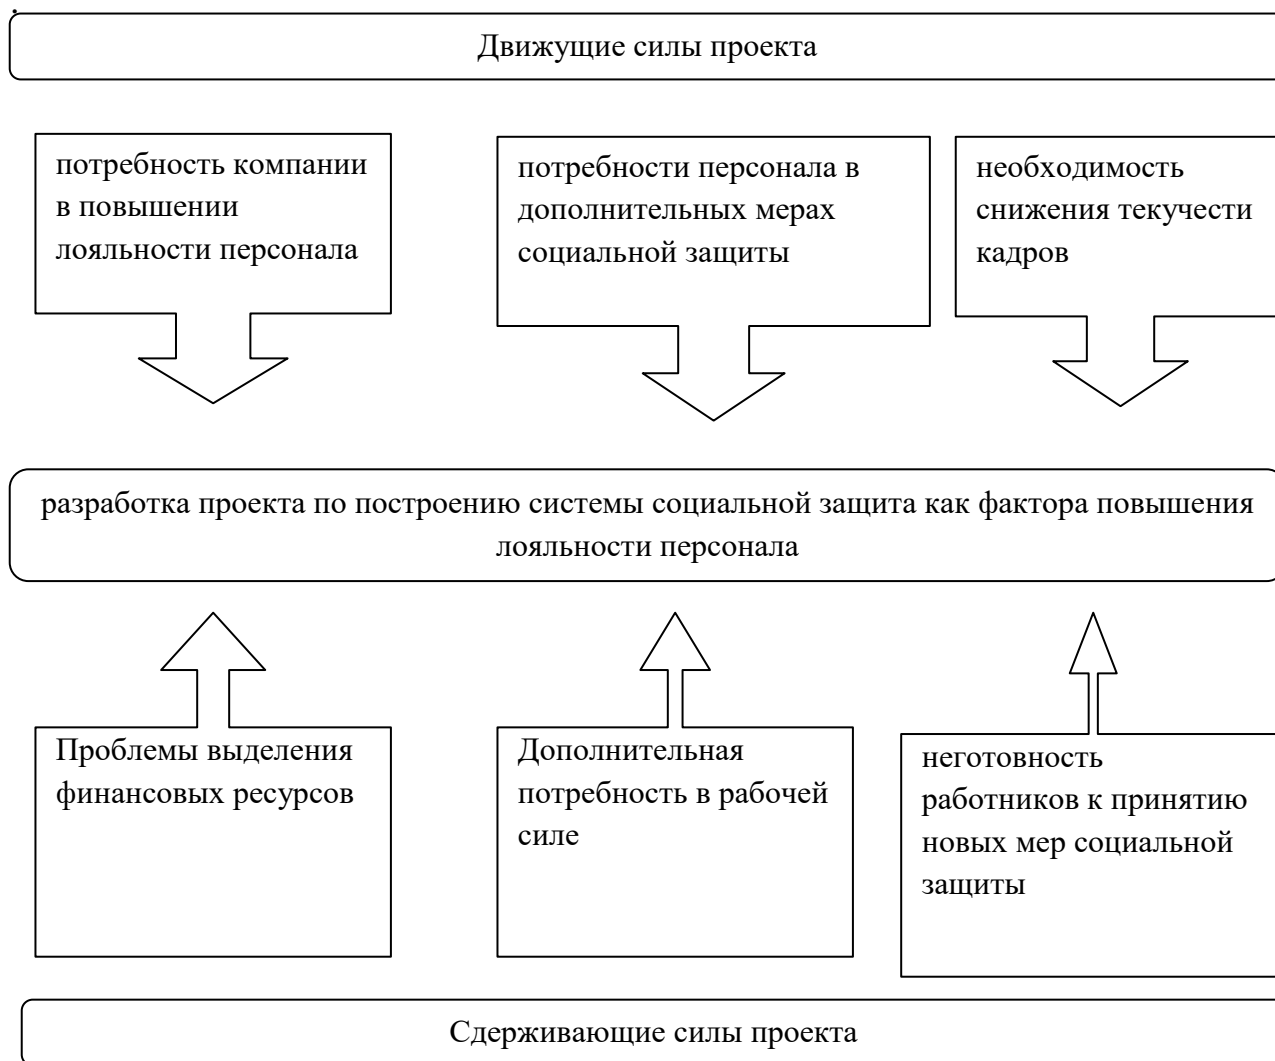 Движущие силы проекта
потребность компании
в повышении
лояльности персонала
потребности персонала в
дополнительных мерах
социальной защиты
необходимость
снижения текучести
кадров
разработка проекта по построению системы социальной защита как фактора повышения
лояльности персонала
Проблемы выделения
финансовых ресурсов
Дополнительная
потребность в рабочей
силе
неготовность
работников к принятию
новых мер социальной
защиты
Сдерживающие силы проекта